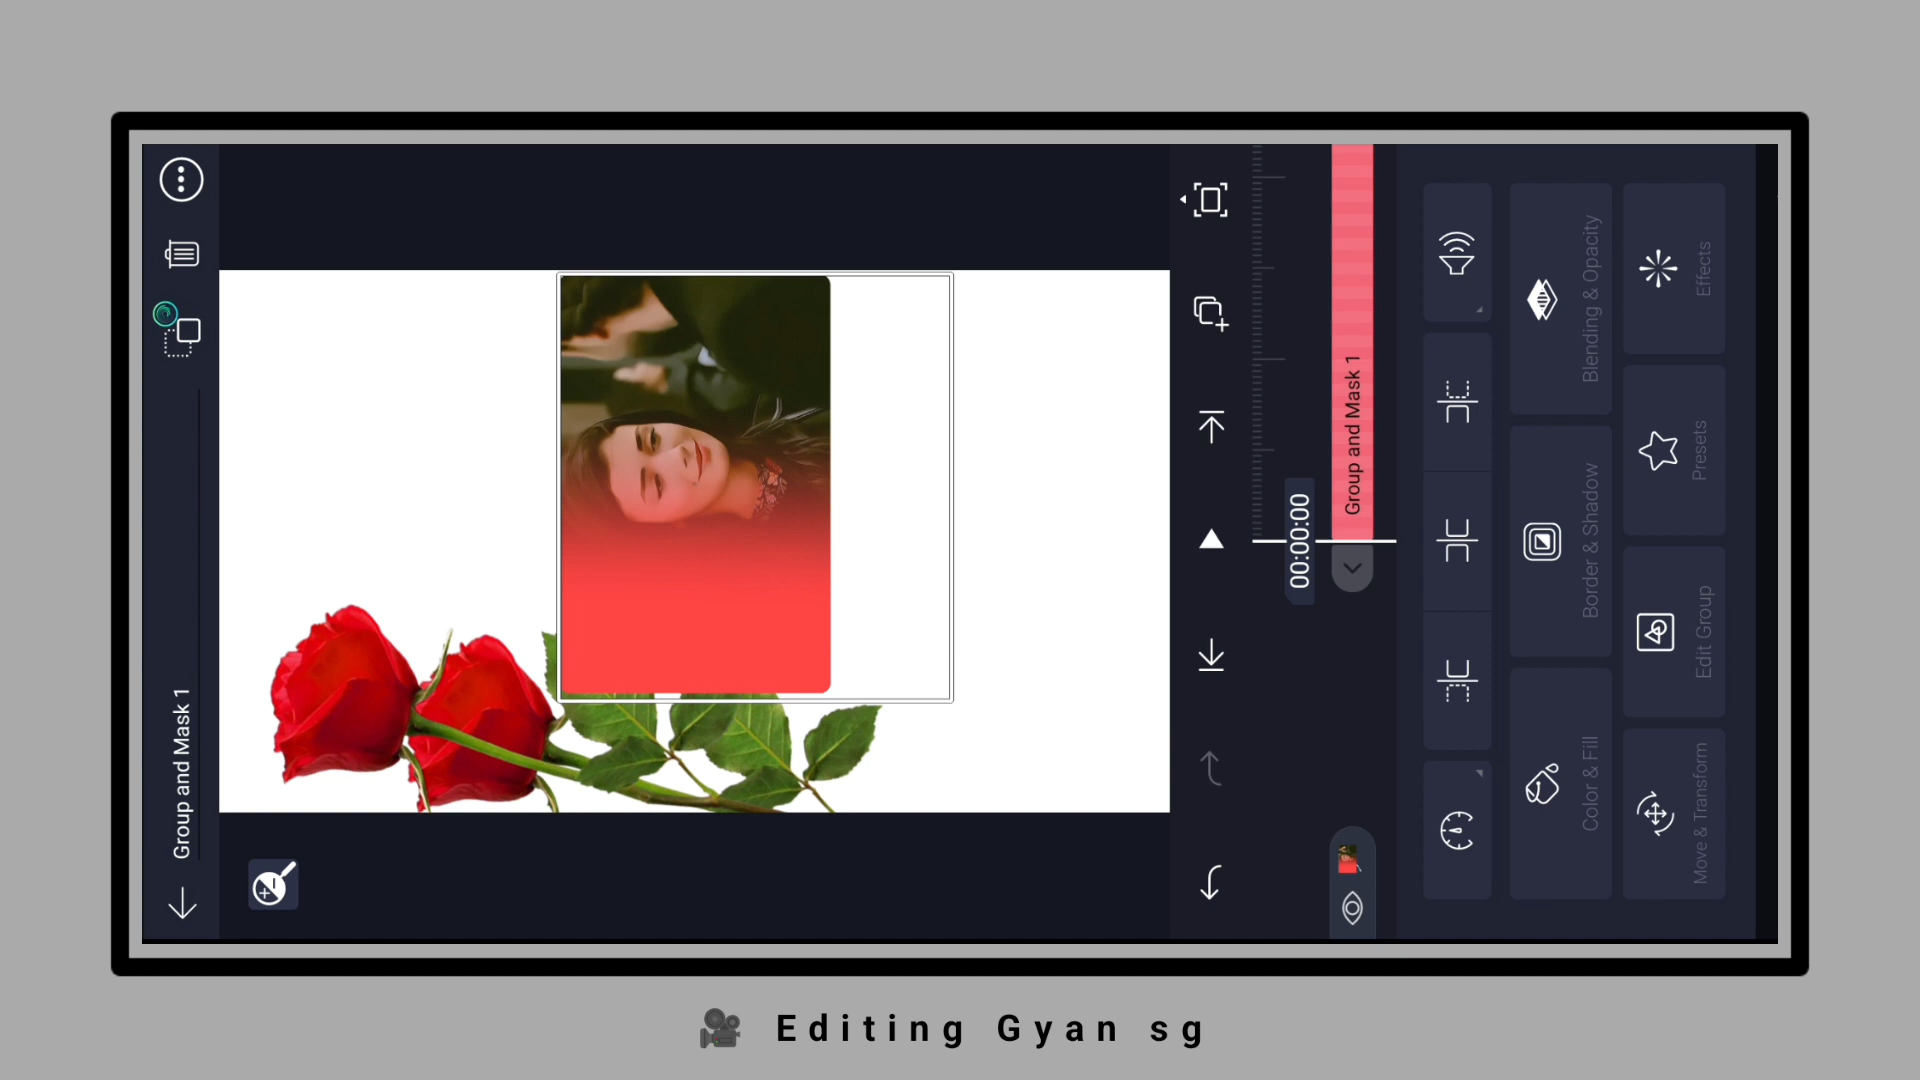 Group and Mask 1
00:00:00
Group and Mask 1
Blending & Opacity
Border & Shadow
Color & Fill
Effects
Presets
Edit Group
Move & Transform
Editing Gyan sg